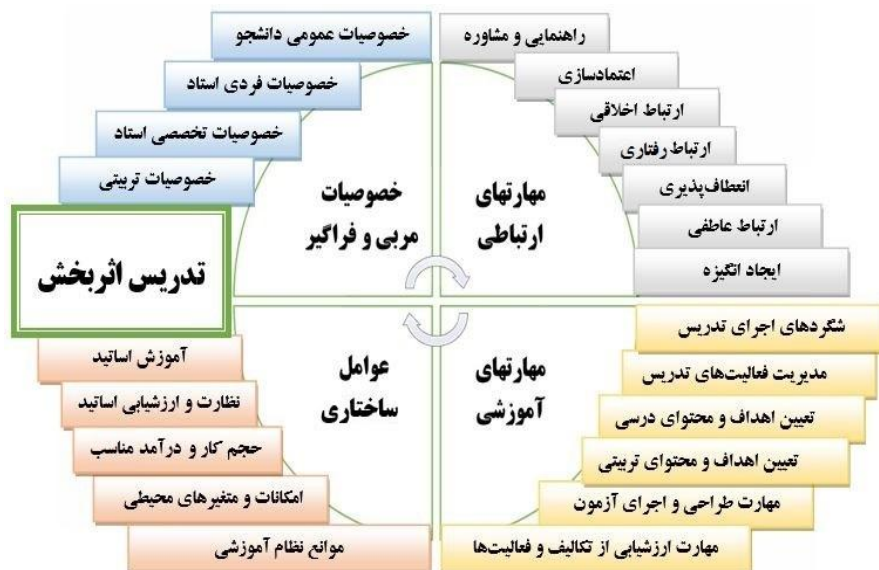 راهنمایی و مشاوره
اعتمادسازی
ارتباط اخلاقی
ارتباط رفتاری
انعطاف‌پذیری
ارتباط عاطفی
ایجاد انگیزه
مهارتهای
ارتباطی
خصوصیات عمومی دانشجو
خصوصیات فردی استاد
خصوصیات تخصصی استاد
خصوصیات تربیتی
خصوصیات
مربی و فراگیر
تدریس اثربخش
شگردهای اجرای تدریس
مدیریت فعالیت‌های تدریس
تعیین اهداف و محتوای درسی
تعیین اهداف و محتوای تربیتی
مهارت طراحی و اجرای آزمون
مهارت ارزشیابی از تکالیف و فعالیت‌ها
مهارتهای
آموزشی
عوامل
ساختاری
آموزش اساتید
نظارت و ارزشیابی اساتید
حجم کار و درآمد مناسب
امکانات و متغیرهای محیطی
موانع نظام آموزشی